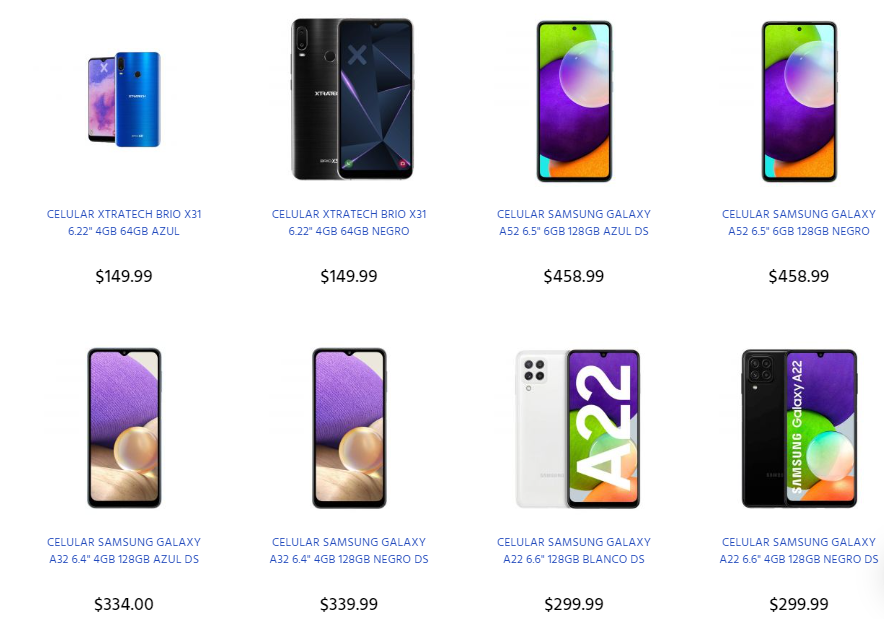 XTRATECH
CELULAR XTRATECH BRIO X31
6.22" 4GB 64GB AZUL
$149.99
CELULAR XTRATECH BRIO X31
6.22" 4GB 64GB NEGRO
$149.99
CELULAR SAMSUNG GALAXY
A52 6.5" 6GB 128GB AZUL DS
$458.99
CELULAR SAMSUNG GALAXY
A52 6.5" 6GB 128GB NEGRO
$458.99
CELULAR SAMSUNG GALAXY
A32 6.4" 4GB 128GB AZUL DS
$334.00
CELULAR SAMSUNG GALAXY
A32 6.4" 4GB 128GB NEGRO DS
$339.99
A22
CELULAR SAMSUNG GALAXY
A22 6.6" 128GB BLANCO DS
$299.99
SAMSUNG Galaxy A22
CELULAR SAMSUNG GALAXY
A22 6.6" 4GB 128GB NEGRO DS
$299.99